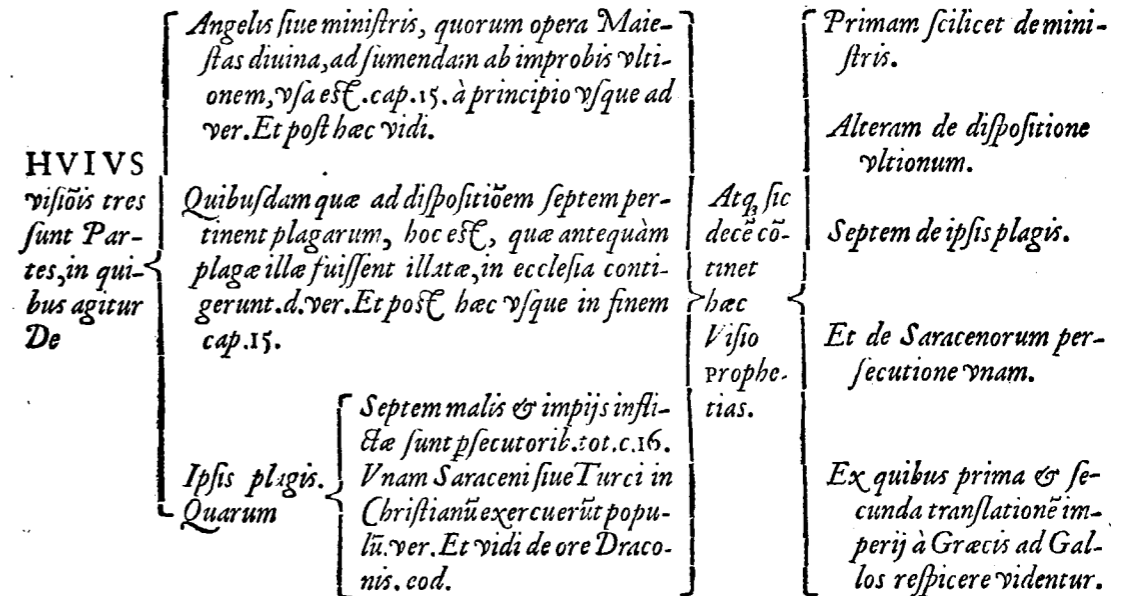 HVIVS
viſiōis tres
ſunt Par-
tes, in qui-
bus agitur
De
Angelis ſiue miniſtris, quorum opera Maie-
ſtas diuina, ad ſumendam ab improbis vlti-
onem, vſa eſt. cap. 15. à principio vſque ad
ver. Et poſt hæc vidi.
Quibuſdam quæ ad diſpoſitiōem ſeptem per-
tinent plagarum, hoc eſt, quæ antequàm
plagæ illæ fuiſſent illatæ, in eccleſia conti-
gerunt. d. ver. Et poſt hæc vſque in finem
cap. 15.
Ipſis plagis.
Quarum
Septem malis & impijs infli-
ctæ ſunt pſecutorib. tot. c. 16.
Vnam Saraceni ſiue Turci in
Chriſtianũ exercuerũt popu-
lũ. ver. Et vidi de ore Draco-
nis. eod.
Atq; ſic
decē cō-
tinet
hæc
Viſio
prophe-
tias.
Primam ſcilicet de mini-
ſtris.
Alteram de diſpoſitione
vltionum.
Septem de ipſis plagis.
Et de Saracenorum per-
ſecutione vnam.
Ex quibus prima & ſe-
cunda tranſlationē im-
perij à Græcis ad Gal-
los reſpicere videntur.